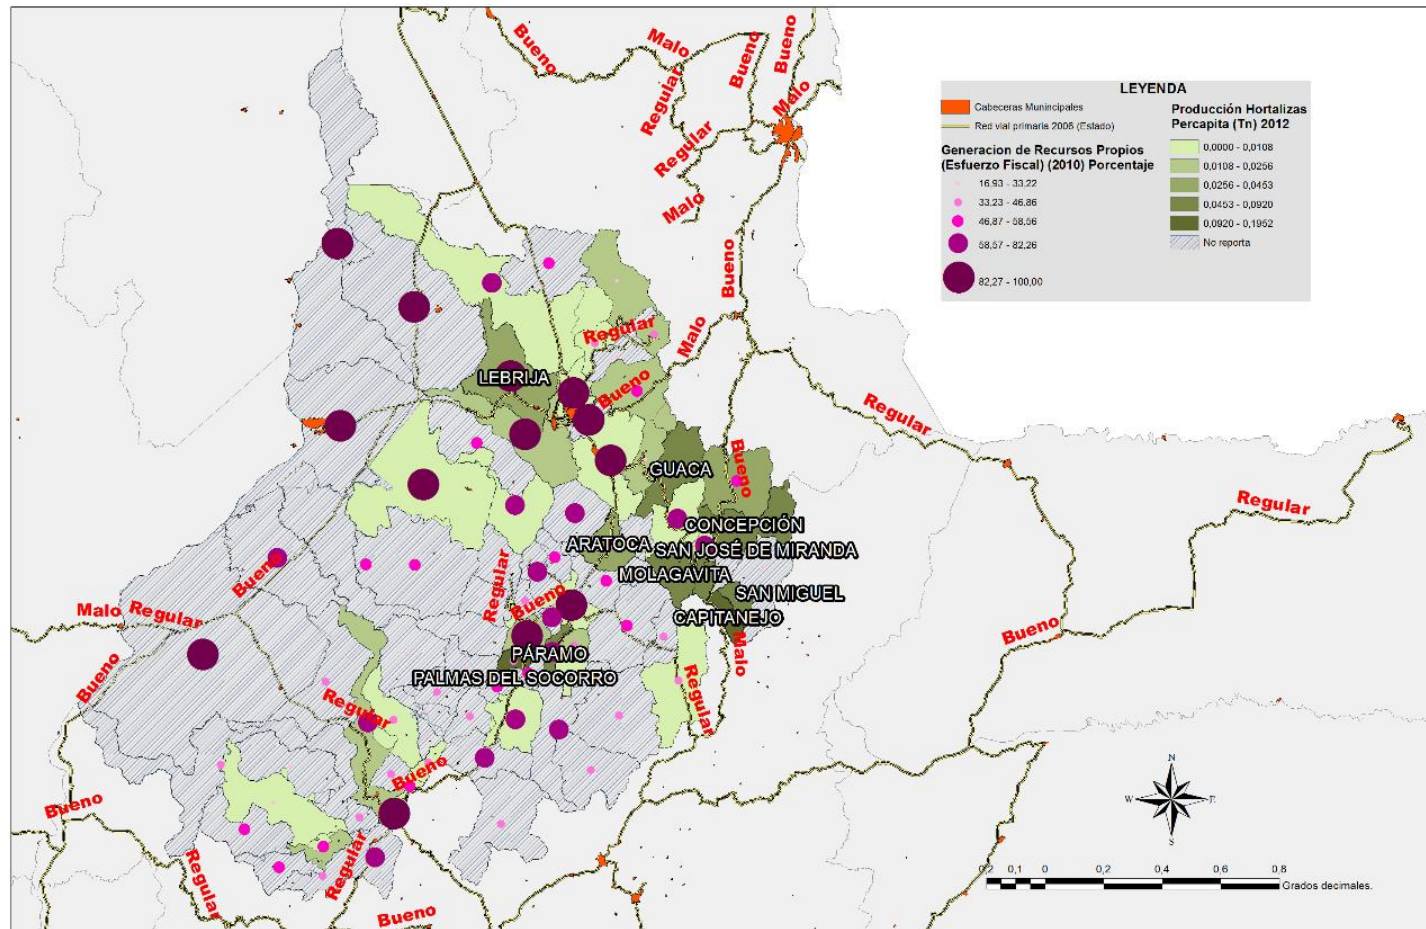 Bueno
Malo
Bueno
Bueno
Regular
Malo
Regular
Malo
Bueno
LEYENDA
Cabeceras Munincipales
Red vial primaria 2006 (Estado)
Generacion de Recursos Propios
(Esfuerzo Fiscal) (2010) Porcentaje
16,93 - 33,22
33,23 - 46,86
46,87 - 58,56
58,57 - 82,26
82,27 - 100,00
Producción Hortalizas
Percapita (Tn) 2012
0,0000 - 0,0108
0,0108 - 0,0256
0,0256 - 0,0453
0,0453 - 0,0920
0,0920 - 0,1952
No reporta
Regular
Malo
LEBRIJA
Bueno
Regular
GUACA
Bueno
Regular
CONCEPCIÓN
ARATOCA
SAN JOSÉ DE MIRANDA
Regular
Bueno
MOLAGAVITA
Bueno
SAN MIGUEL
Malo
Regular
CAPITANEJO
Bueno
Malo
PÁRAMO
Bueno
PALMAS DEL SOCORRO
Regular
Regular
Bueno
Bueno
Regular
Regular
Bueno
N
W
E
S
0,2 0,1 0 0,2 0,4 0,6 0,8
Grados decimales.